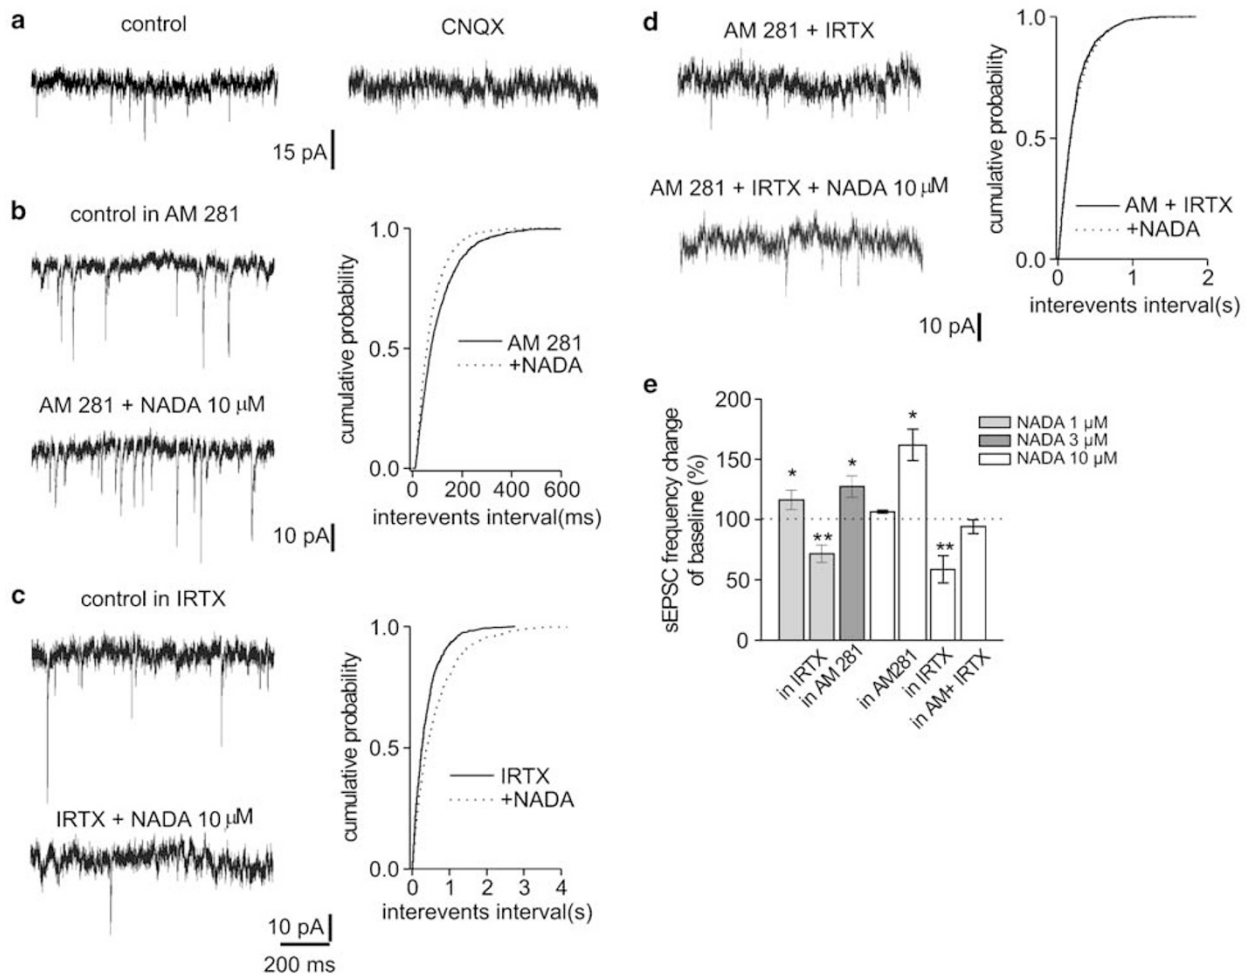 a
control
CNQX
15 pA
b
control in AM 281
AM 281 + NADA 10 µM
10 pA
cumulative probability
1.0
0.5
0.0
0 200 400 600
interevents interval(ms)
AM 281
+NADA
c
control in IRTX
IRTX + NADA 10 µM
10 pA
200 ms
cumulative probability
1.0
0.5
0.0
0 1 2 3 4
interevents interval(s)
IRTX
+NADA
d
AM 281 + IRTX
AM 281 + IRTX + NADA 10 µM
10 pA
cumulative probability
1.0
0.5
0.0
0 1 2
interevents interval(s)
AM + IRTX
+NADA
e
sEPSC frequency change
of baseline (%)
200
150
100
50
0
*
**
*
*
**
in IRTX
in AM 281
in AM281
in IRTX
in AM+ IRTX
NADA 1 µM
NADA 3 µM
NADA 10 µM